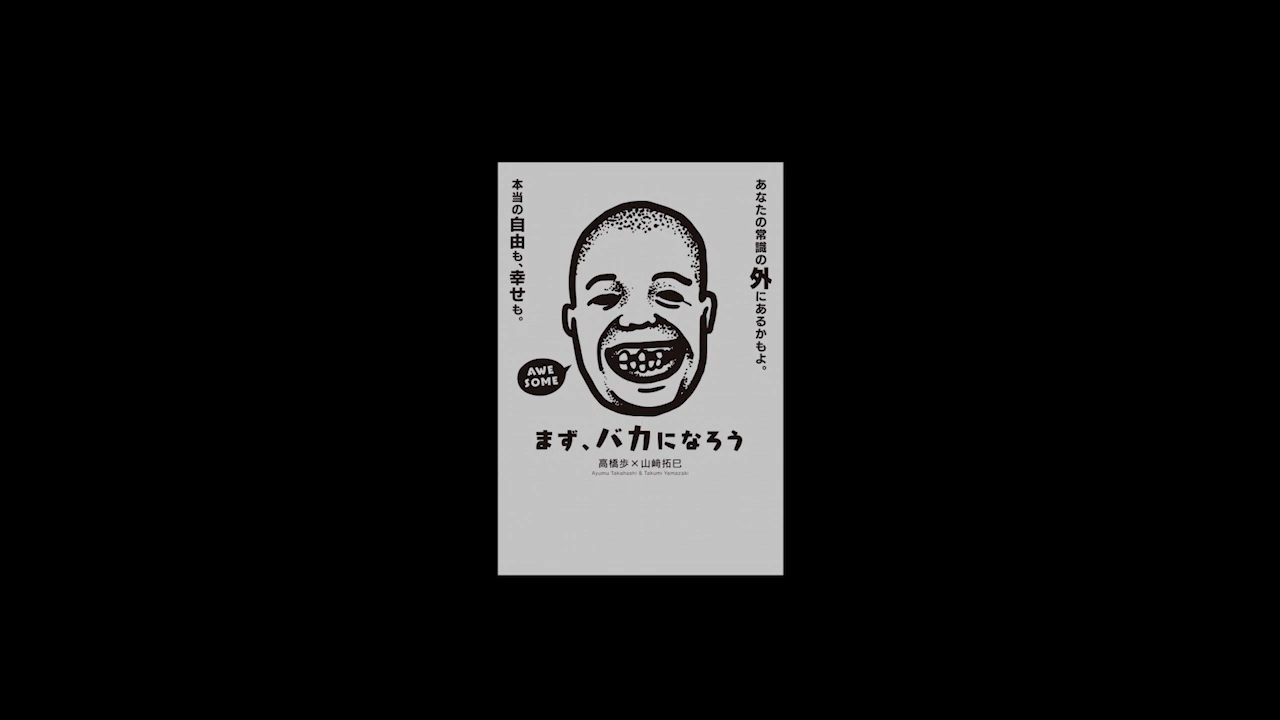 あなたの常識の外にあるかもよ。
本当の自由も、幸せも。
AWE
SOME
まず、バカになろう
高橋歩×山﨑拓巳
Ayumu Takahashi & Takumi Yamazaki